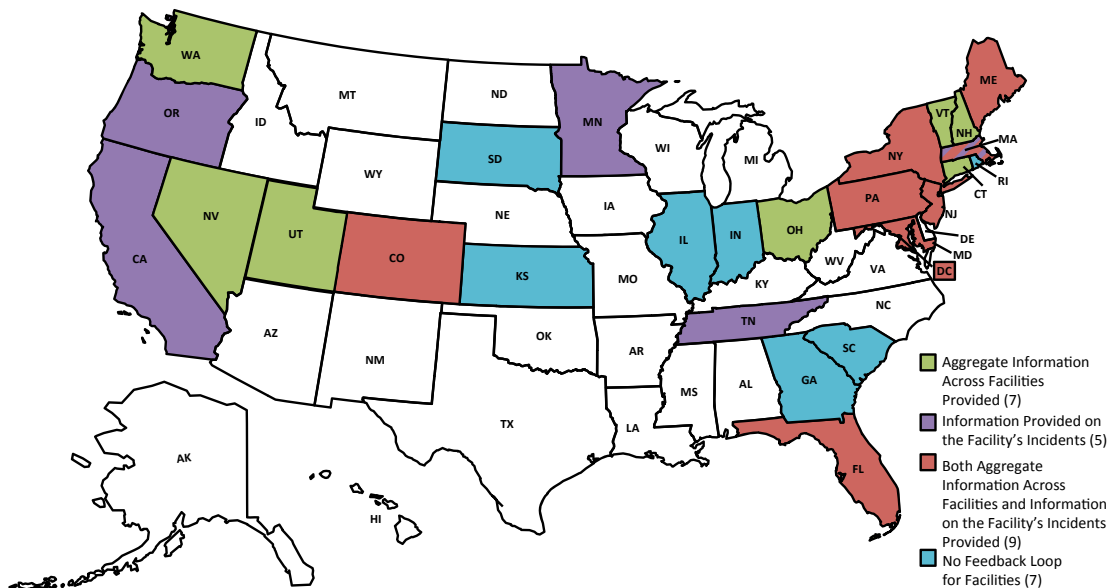 WA
MT
ND
MN
ME
VT
NH
OR
ID
SD
WI
MI
NY
MA
WY
RI
CT
IA
PA
NE
NJ
NV
UT
IL
IN
OH
DE
MD
CA
CO
KS
MO
WV
VA
DC
KY
NC
TN
AZ
NM
OK
AR
SC
MS
AL
GA
TX
LA
FL
AK
HI
Aggregate Information
Across Facilities
Provided (7)
Information Provided on
the Facility's Incidents (5)
Both Aggregate
Information Across
Facilities and Information
on the Facility's Incidents
Provided (9)
No Feedback Loop
for Facilities (7)